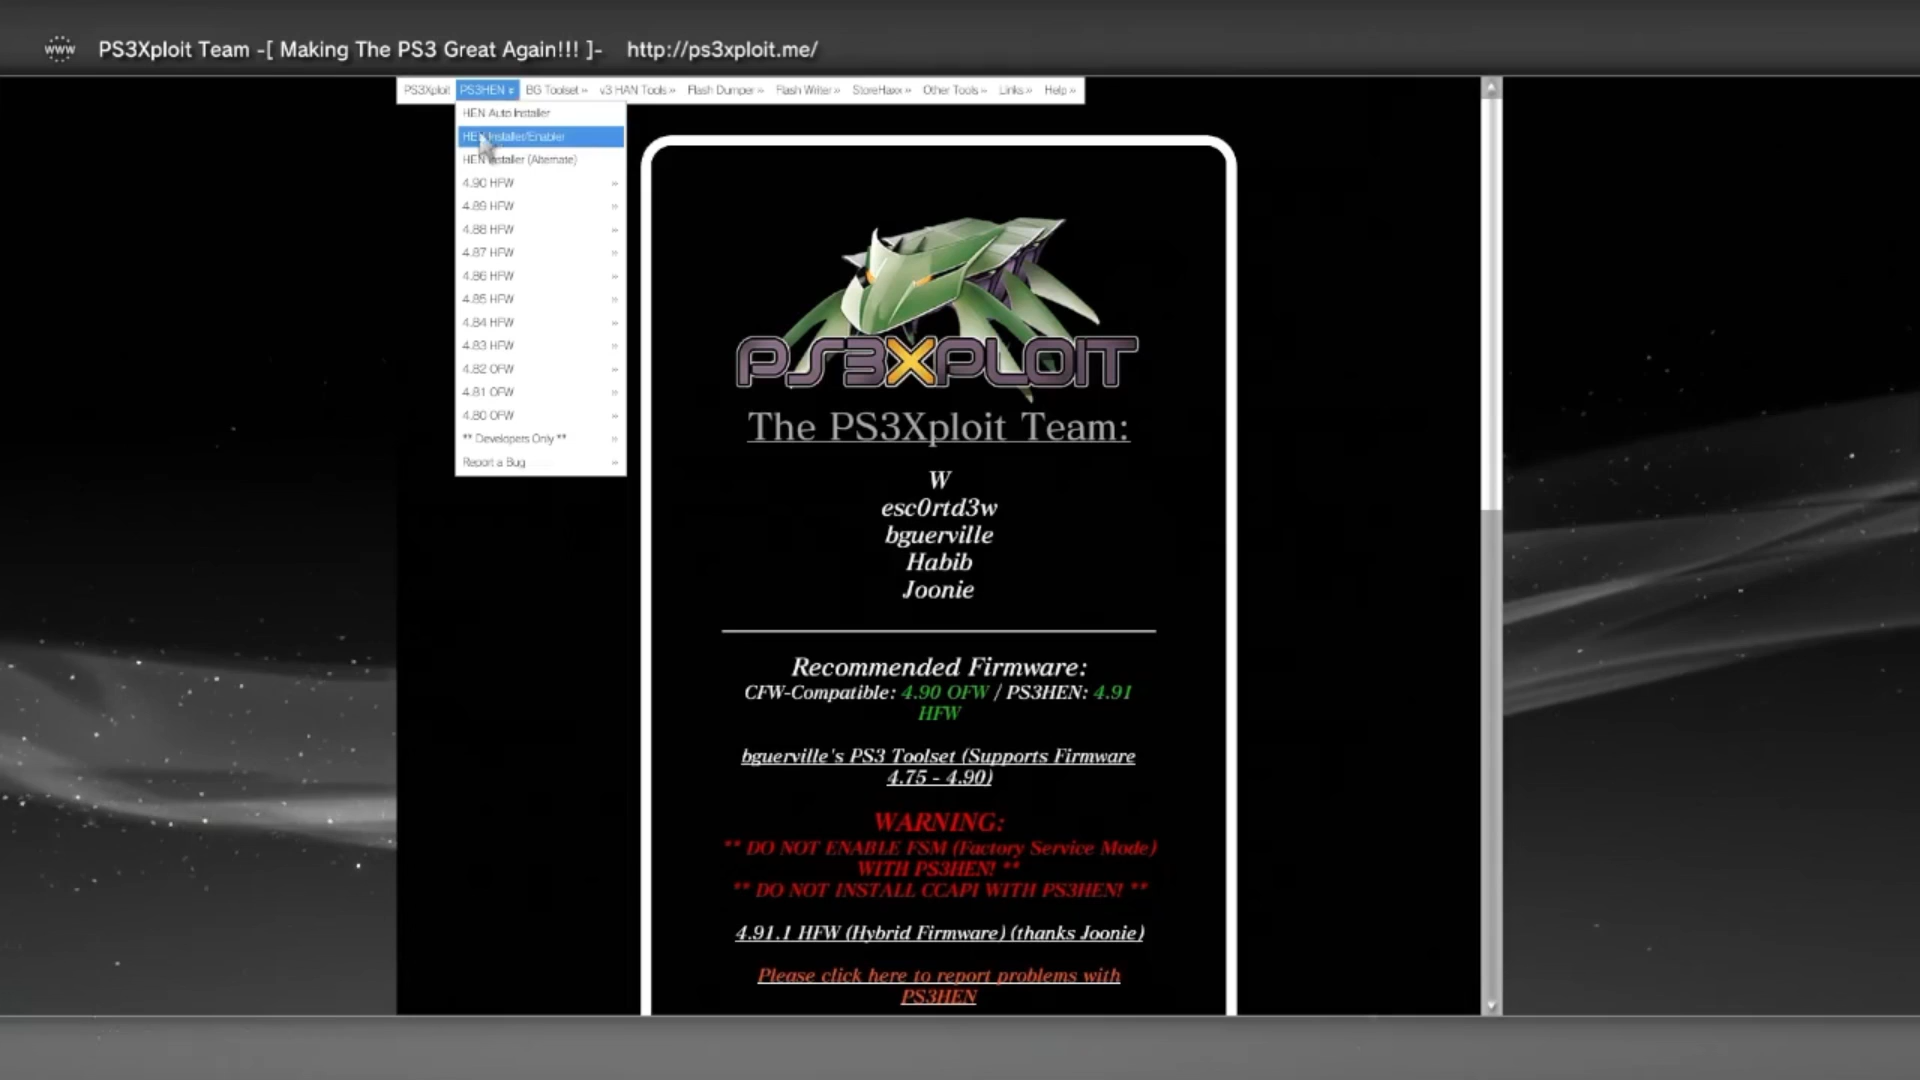 www PS3Xploit Team -[ Making The PS3 Great Again!!! ]- http://ps3xploit.me/
PS3Xploit PS3HEN » BG Toolset » v3 HAN Tools » Flash Dumper » Flash Writer » StoreHaxx » Other Tools » Links » Help »
HEN Auto Installer
HEN Installer/Enabler
HEN Installer (Alternate)
4.90 HFW »
4.89 HFW »
4.88 HFW »
4.87 HFW »
4.86 HFW »
4.85 HFW »
4.84 HFW »
4.83 HFW »
4.82 OFW »
4.81 OFW »
4.80 OFW »
** Developers Only ** »
Report a Bug »
PS3XPLOIT
The PS3Xploit Team:
W
esc0rtd3w
bguerville
Habib
Joonie
Recommended Firmware:
CFW-Compatible: 4.90 OFW / PS3HEN: 4.91
HFW
bguerville's PS3 Toolset (Supports Firmware
4.75 - 4.90)
WARNING:
** DO NOT ENABLE FSM (Factory Service Mode)
WITH PS3HEN! **
** DO NOT INSTALL CCAPI WITH PS3HEN! **
4.91.1 HFW (Hybrid Firmware) (thanks Joonie)
Please click here to report problems with
PS3HEN